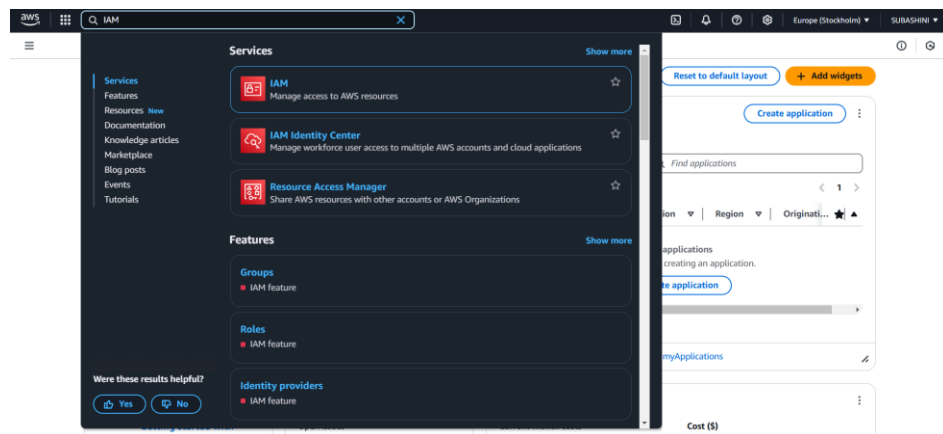 aws
IAM
Europe (Stockholm)
SUBASHINI
Services
Features
Resources New
Documentation
Knowledge articles
Marketplace
Blog posts
Events
Tutorials
Were these results helpful?
Yes
No
Services
Show more
IAM
Manage access to AWS resources
IAM Identity Center
Manage workforce user access to multiple AWS accounts and cloud applications
Resource Access Manager
Share AWS resources with other accounts or AWS Organizations
Features
Show more
Groups
IAM feature
Roles
IAM feature
Identity providers
IAM feature
Reset to default layout
+ Add widgets
Create application
Find applications
1
Region
Originati...
applications
creating an application.
application
myApplications
Cost ($)